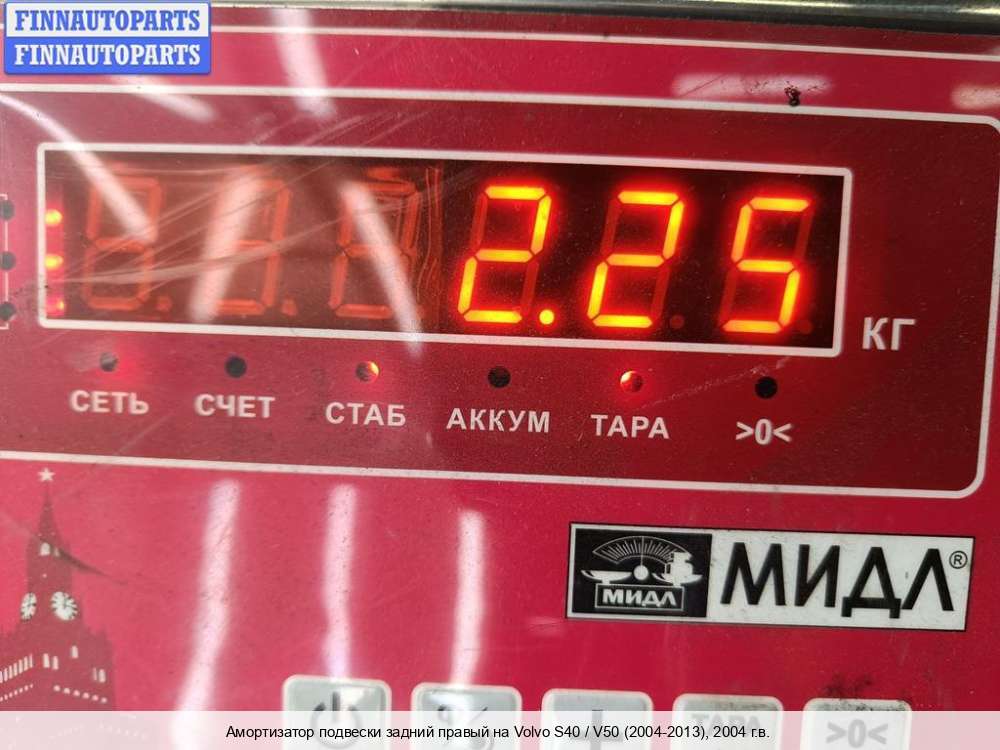 FINNAUTOPARTS
FINNAUTOPARTS
2.25
КГ
СЕТЬ СЧЕТ СТАБ АККУМ ТАРА >0<
МИДЛ МИДЛ®
ТАРА >0<
Амортизатор подвески задний правый на Volvo S40 / V50 (2004-2013), 2004 г.в.